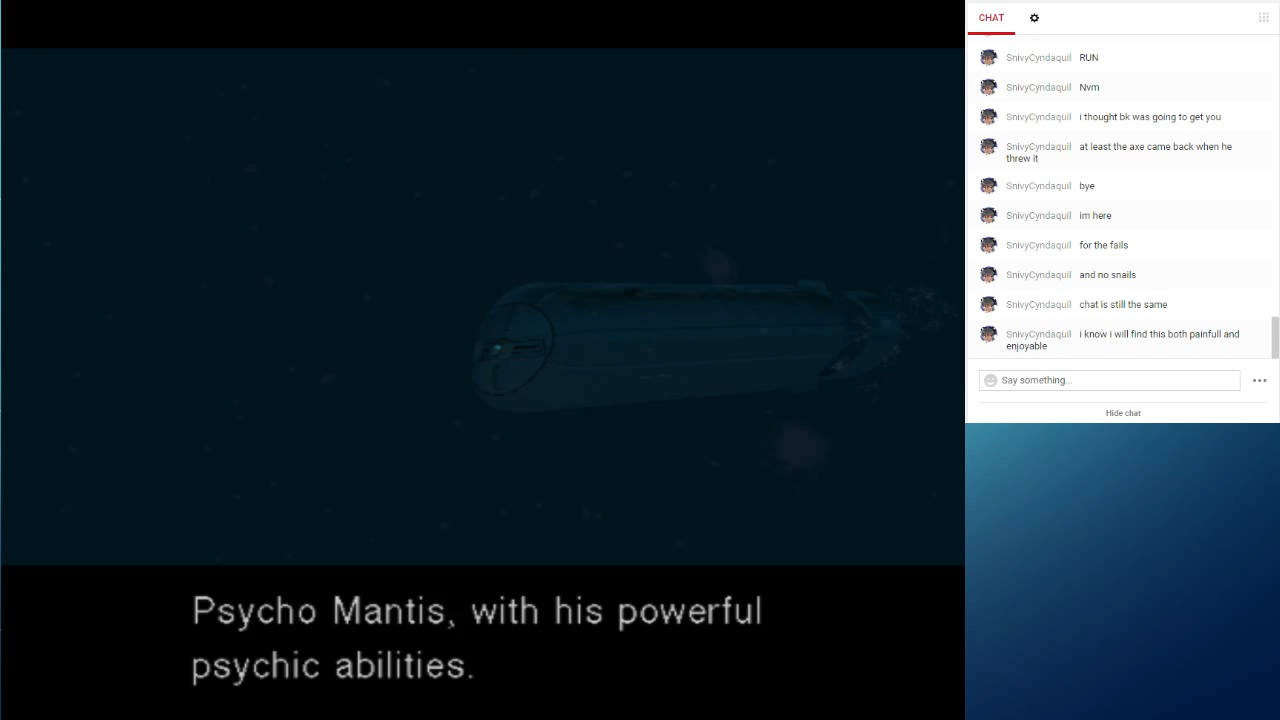 CHAT
SnivyCyndaquil RUN
SnivyCyndaquil Nvm
SnivyCyndaquil i thought bk was going to get you
SnivyCyndaquil at least the axe came back when he
threw it
SnivyCyndaquil bye
SnivyCyndaquil im here
SnivyCyndaquil for the fails
SnivyCyndaquil and no snails
SnivyCyndaquil chat is still the same
SnivyCyndaquil i know i will find this both painfull and
enjoyable
Say something...
Hide chat
Psycho Mantis, with his powerful
psychic abilities.